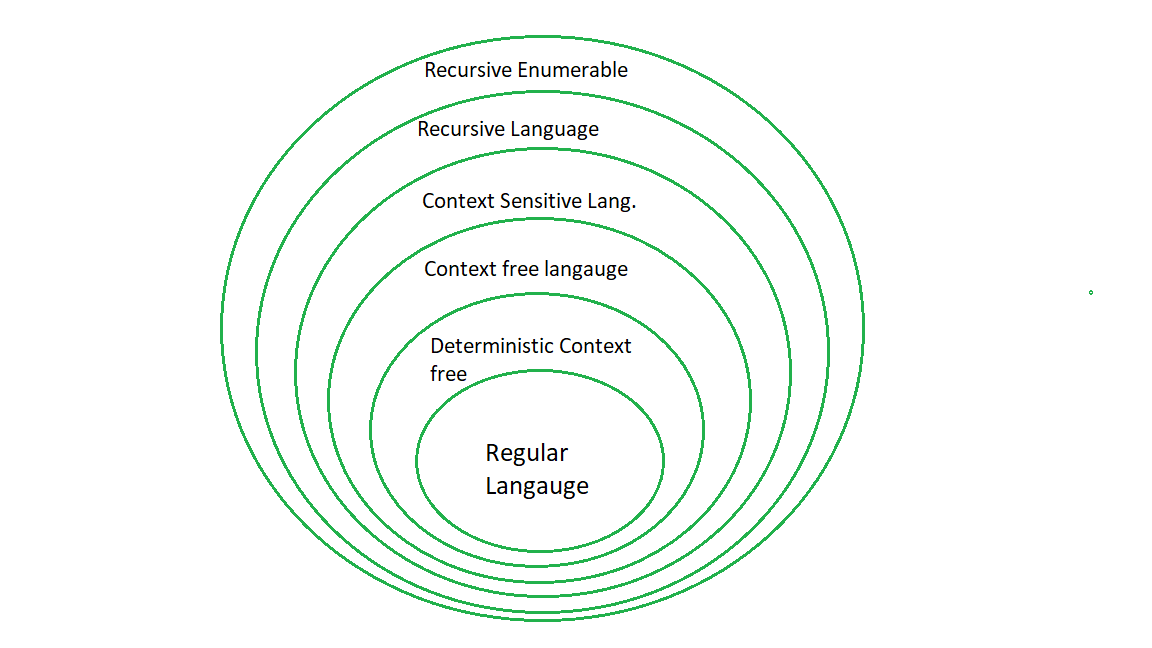 Recursive Enumerable
Recursive Language
Context Sensitive Lang.
Context free langauge
Deterministic Context
free
Regular
Langauge